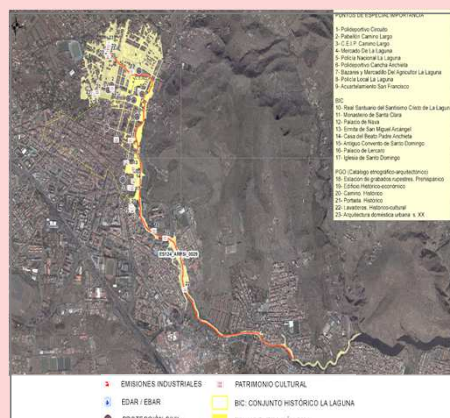 PUNTOS DE ESPECIAL IMPORTANCIA
1- Polideportivo Circuito
2- Pabellón Camino Largo
3- C.E.I.P. Camino Largo
4- Mercado De La Laguna
5- Policía Nacional La Laguna
6- Polideportivo Cancha Anchieta
7- Bazares y Mercadillo Del Agricultor La Laguna
8- Policía Local La Laguna
9- Acuartelamiento San Francisco
BIC
10- Real Santuario del Santísimo Cristo de La Lagun
11- Monasterio de Santa Clara
12- Palacio de Nava
13- Ermita de San Miguel Arcángel
14- Casa del Beato Padre Anchieta
15- Antiguo Convento de Santo Domingo
16- Palacio de Lercaro
17- Iglesia de Santo Domingo
PGO (Catálogo etnográfico-arquitectónico)
18- Estación de grabados rupestres. Prehispánico
19- Edificio Histórico-económico
20- Camino. Histórico
21- Portada. Histórico
22- Lavaderos. Histórico-cultural
23- Arquitectura doméstica urbana s. XX
ES124_ARPSI_0028
EMISIONES INDUSTRIALES
PATRIMONIO CULTURAL
EDAR / EBAR
BIC: CONJUNTO HISTÓRICO LA LAGUNA